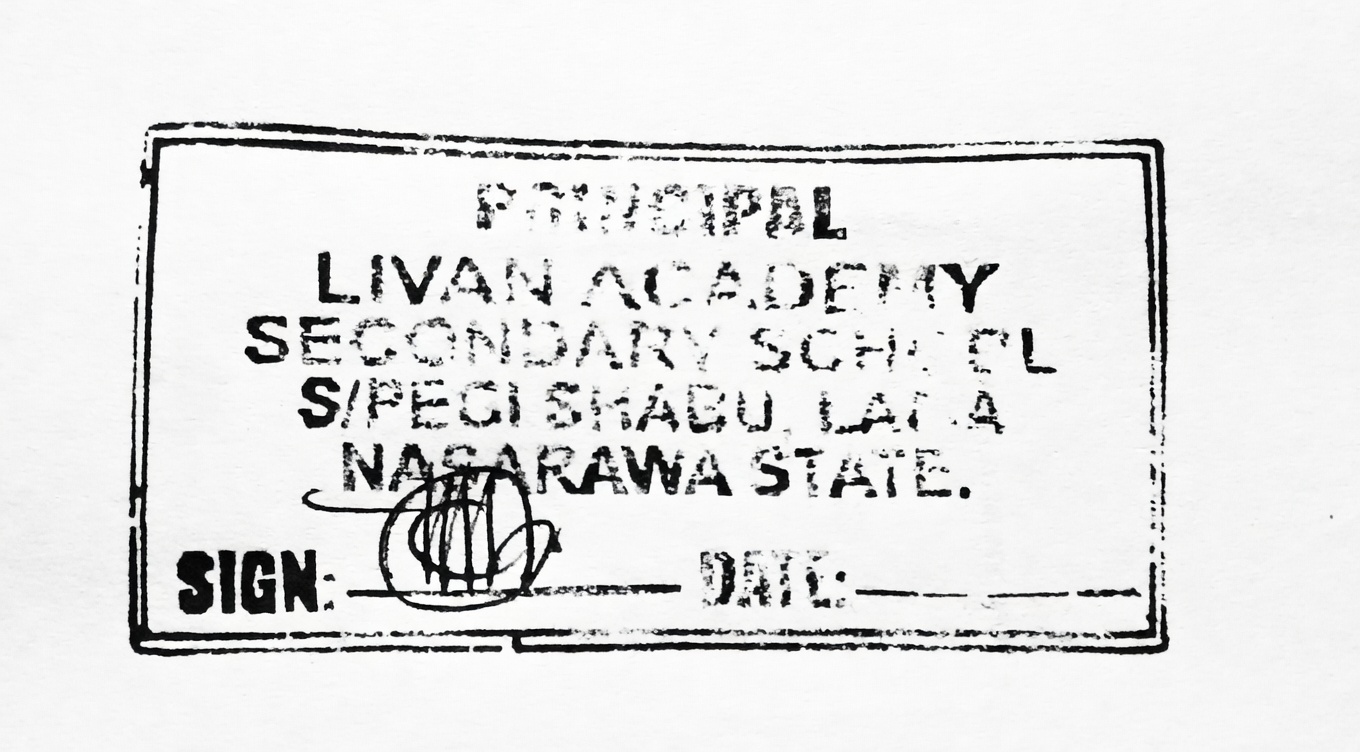 PRINCIPAL
LIVAN ACADEMY
SECONDARY SCHOOL
S/PEGI SHABU, LAFIA
NASARAWA STATE.
SIGN: DATE: